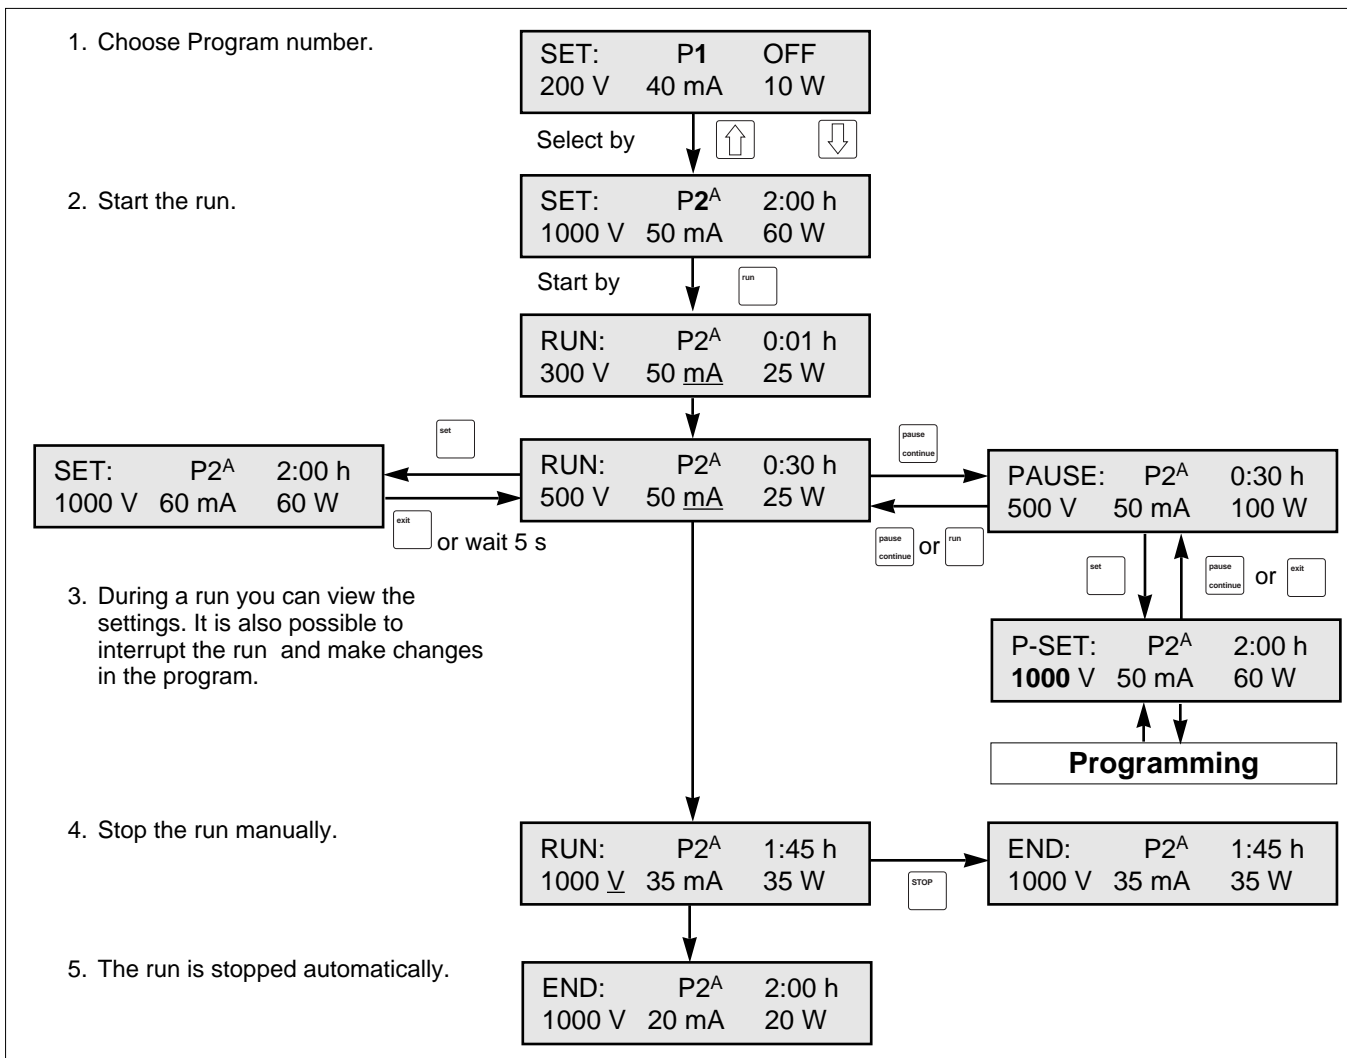 1. Choose Program number.
SET: P1 OFF
200 V 40 mA 10 W
Select by
2. Start the run.
SET: P2ᴬ 2:00 h
1000 V 50 mA 60 W
Start by
run
RUN: P2ᴬ 0:01 h
300 V 50 mA 25 W
set
pause
continue
SET: P2ᴬ 2:00 h
1000 V 60 mA 60 W
RUN: P2ᴬ 0:30 h
500 V 50 mA 25 W
PAUSE: P2ᴬ 0:30 h
500 V 50 mA 100 W
exit
or wait 5 s
pause
continue
or
run
set
pause
continue
or
exit
3. During a run you can view the
settings. It is also possible to
interrupt the run and make changes
in the program.
P-SET: P2ᴬ 2:00 h
1000 V 50 mA 60 W
Programming
4. Stop the run manually.
RUN: P2ᴬ 1:45 h
1000 V 35 mA 35 W
STOP
END: P2ᴬ 1:45 h
1000 V 35 mA 35 W
5. The run is stopped automatically.
END: P2ᴬ 2:00 h
1000 V 20 mA 20 W